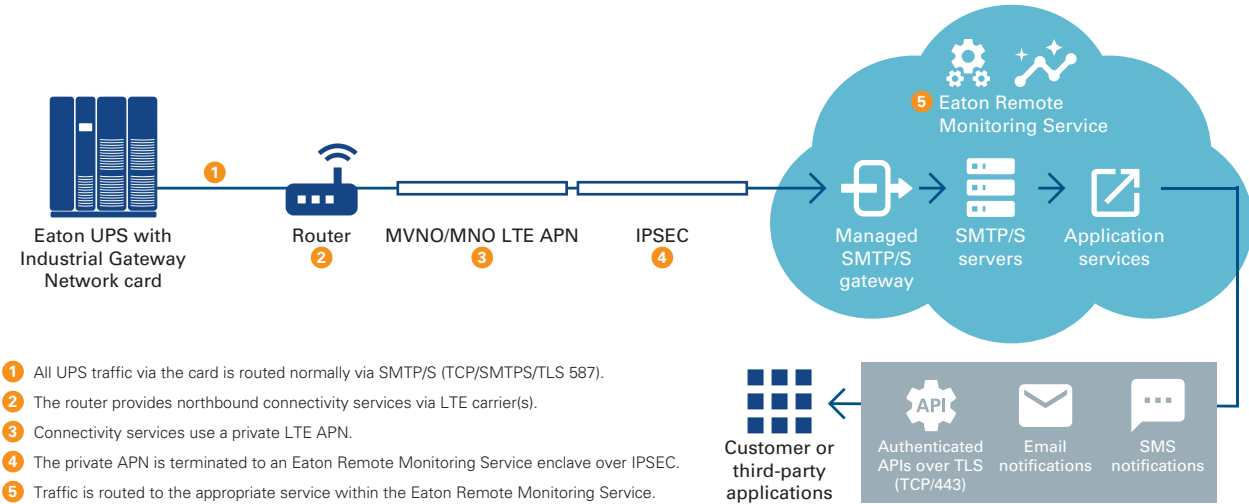 5 Eaton Remote
Monitoring Service
1
Eaton UPS with
Industrial Gateway
Network card
Router
2
MVNO/MNO LTE APN
3
IPSEC
4
Managed
SMTP/S
gateway
SMTP/S
servers
Application
services
1 All UPS traffic via the card is routed normally via SMTP/S (TCP/SMTPS/TLS 587).
2 The router provides northbound connectivity services via LTE carrier(s).
3 Connectivity services use a private LTE APN.
4 The private APN is terminated to an Eaton Remote Monitoring Service enclave over IPSEC.
5 Traffic is routed to the appropriate service within the Eaton Remote Monitoring Service.
Customer or
third-party
applications
API
Authenticated
APIs over TLS
(TCP/443)
Email
notifications
SMS
notifications